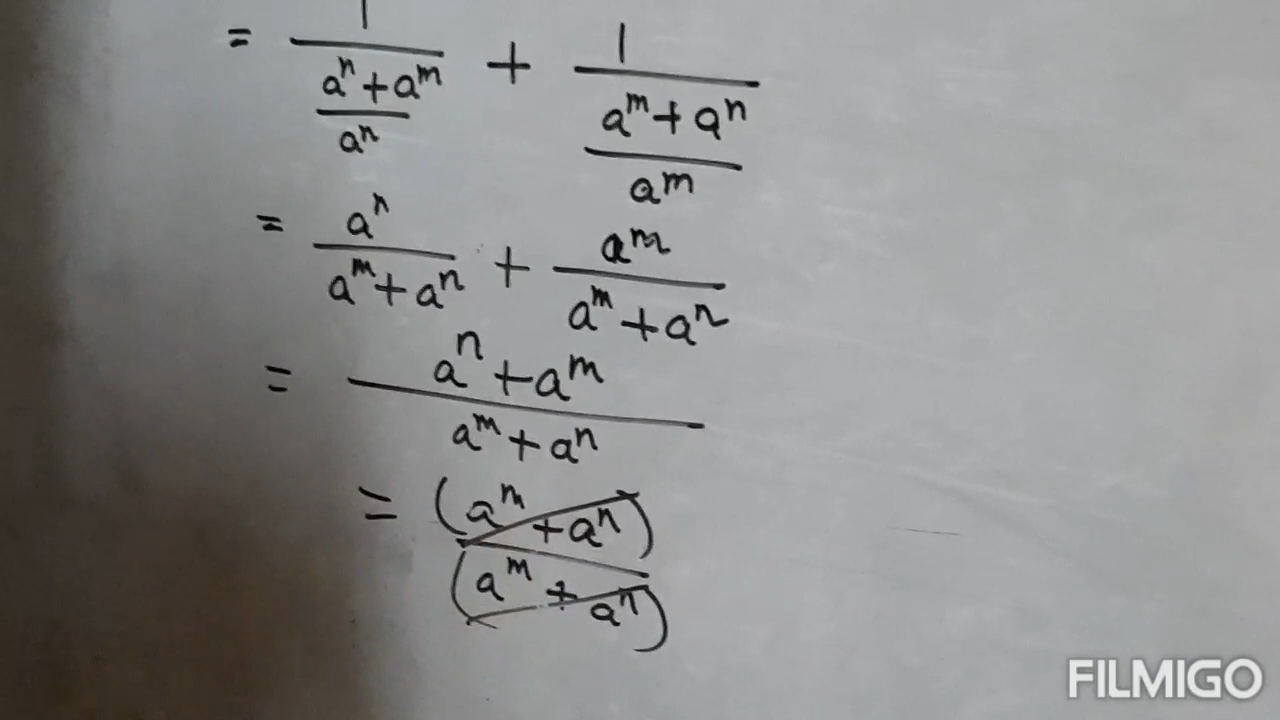 = 1/((a^n + a^m)/a^n) + 1/((a^m + a^n)/a^m)
= a^n/(a^m + a^n) + a^m/(a^m + a^n)
= (a^n + a^m)/(a^m + a^n)
= (a^m + a^n)/(a^m + a^n)
FILMIGO